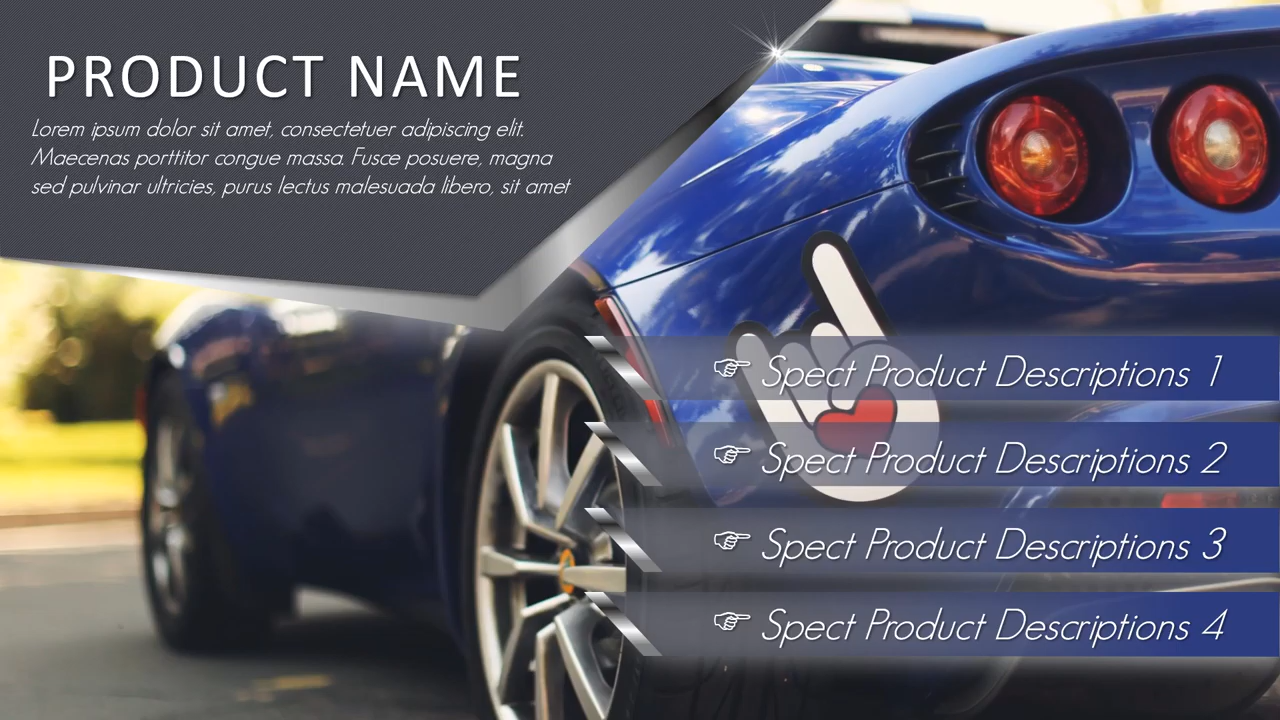 PRODUCT NAME
Lorem ipsum dolor sit amet, consectetuer adipiscing elit.
Maecenas porttitor congue massa. Fusce posuere, magna
sed pulvinar ultricies, purus lectus malesuada libero, sit amet
☞ Spect Product Descriptions 1
☞ Spect Product Descriptions 2
☞ Spect Product Descriptions 3
☞ Spect Product Descriptions 4